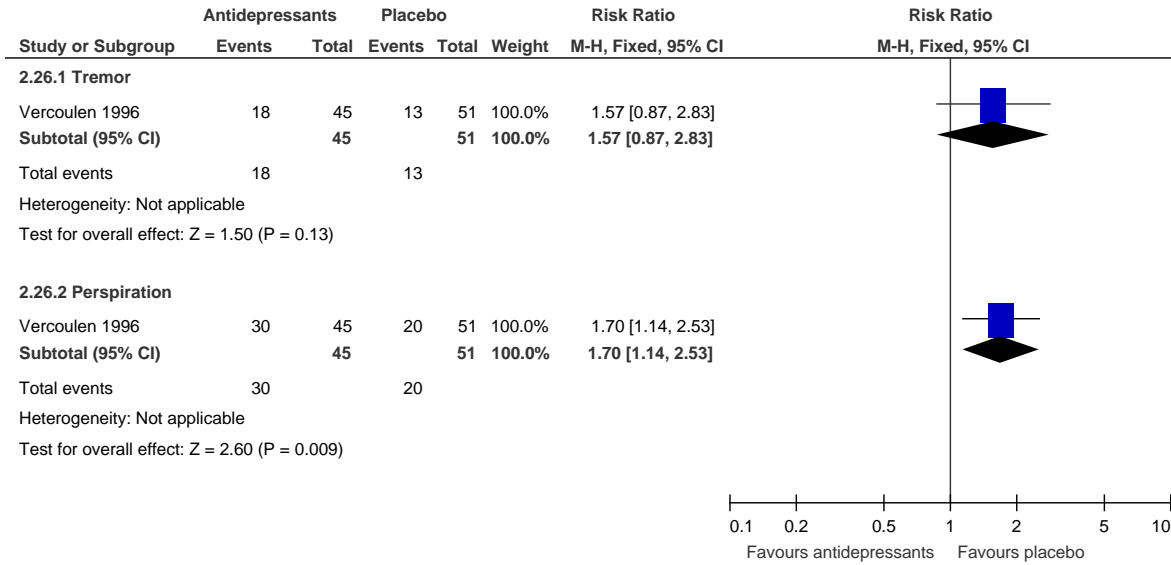 Antidepressants Placebo Risk Ratio Risk Ratio
Study or Subgroup Events Total Events Total Weight M-H, Fixed, 95% CI M-H, Fixed, 95% CI
2.26.1 Tremor
Vercoulen 1996 18 45 13 51 100.0% 1.57 [0.87, 2.83]
Subtotal (95% CI) 45 51 100.0% 1.57 [0.87, 2.83]
Total events 18 13
Heterogeneity: Not applicable
Test for overall effect: Z = 1.50 (P = 0.13)
2.26.2 Perspiration
Vercoulen 1996 30 45 20 51 100.0% 1.70 [1.14, 2.53]
Subtotal (95% CI) 45 51 100.0% 1.70 [1.14, 2.53]
Total events 30 20
Heterogeneity: Not applicable
Test for overall effect: Z = 2.60 (P = 0.009)
0.1 0.2 0.5 1 2 5 10
Favours antidepressants Favours placebo